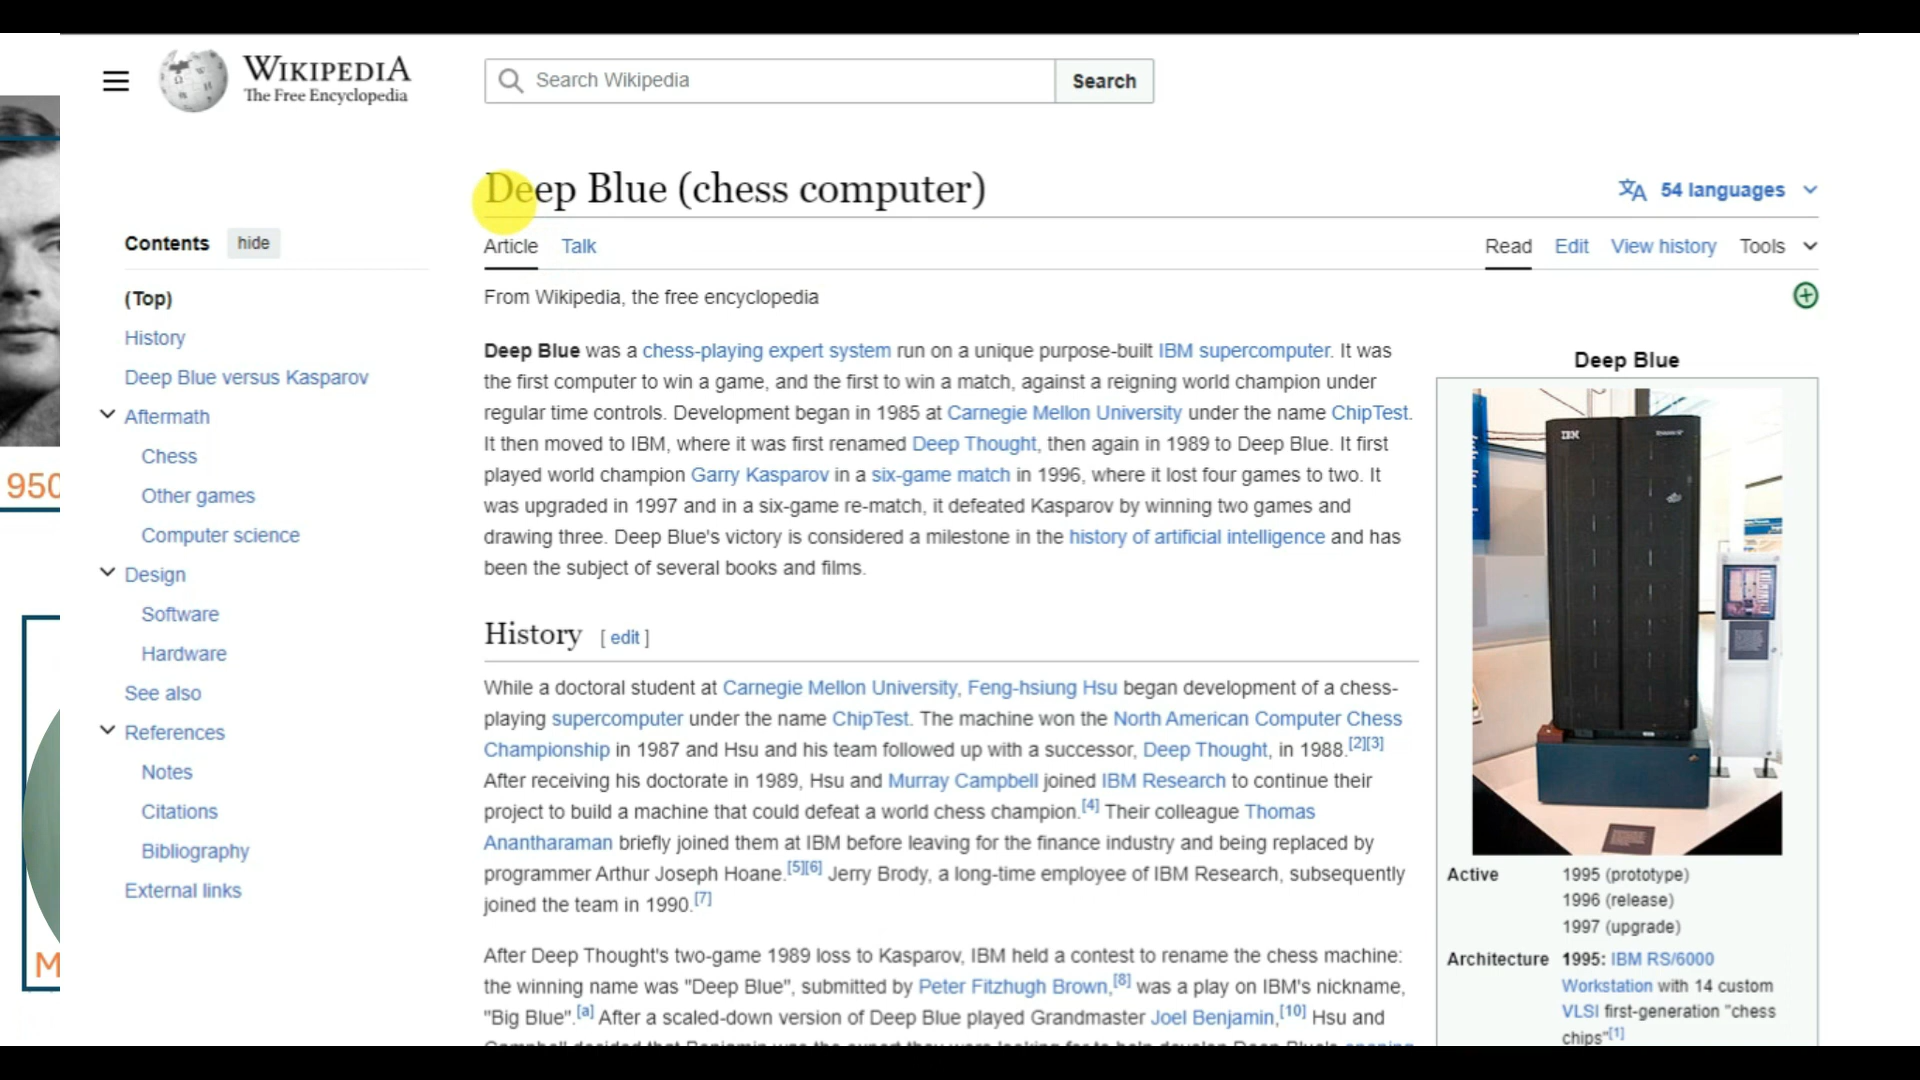 WIKIPEDIA
The Free Encyclopedia
Search Wikipedia
Search
Deep Blue (chess computer)
54 languages
Article Talk
Read Edit View history Tools
From Wikipedia, the free encyclopedia
Contents hide
(Top)
History
Deep Blue versus Kasparov
Aftermath
Chess
Other games
Computer science
Design
Software
Hardware
See also
References
Notes
Citations
Bibliography
External links
Deep Blue was a chess-playing expert system run on a unique purpose-built IBM supercomputer. It was
the first computer to win a game, and the first to win a match, against a reigning world champion under
regular time controls. Development began in 1985 at Carnegie Mellon University under the name ChipTest.
It then moved to IBM, where it was first renamed Deep Thought, then again in 1989 to Deep Blue. It first
played world champion Garry Kasparov in a six-game match in 1996, where it lost four games to two. It
was upgraded in 1997 and in a six-game re-match, it defeated Kasparov by winning two games and
drawing three. Deep Blue's victory is considered a milestone in the history of artificial intelligence and has
been the subject of several books and films.
History [ edit ]
While a doctoral student at Carnegie Mellon University, Feng-hsiung Hsu began development of a chess-
playing supercomputer under the name ChipTest. The machine won the North American Computer Chess
Championship in 1987 and Hsu and his team followed up with a successor, Deep Thought, in 1988.[2][3]
After receiving his doctorate in 1989, Hsu and Murray Campbell joined IBM Research to continue their
project to build a machine that could defeat a world chess champion.[4] Their colleague Thomas
Anantharaman briefly joined them at IBM before leaving for the finance industry and being replaced by
programmer Arthur Joseph Hoane.[5][6] Jerry Brody, a long-time employee of IBM Research, subsequently
joined the team in 1990.[7]
After Deep Thought's two-game 1989 loss to Kasparov, IBM held a contest to rename the chess machine:
the winning name was "Deep Blue", submitted by Peter Fitzhugh Brown,[8] was a play on IBM's nickname,
"Big Blue".[a] After a scaled-down version of Deep Blue played Grandmaster Joel Benjamin,[10] Hsu and
Deep Blue
IBM
Active 1995 (prototype)
1996 (release)
1997 (upgrade)
Architecture 1995: IBM RS/6000
Workstation with 14 custom
VLSI first-generation "chess
chips"[1]
950
M